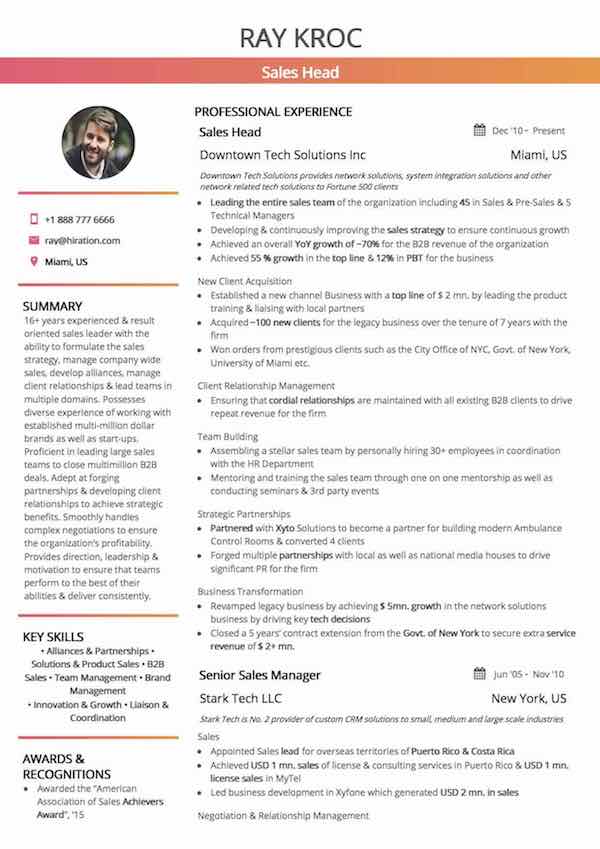 RAY KROC
Sales Head
+1 888 777 6666
ray@hiration.com
Miami, US
SUMMARY
16+ years experienced & result
oriented sales leader with the
ability to formulate the sales
strategy, manage company wide
sales, develop alliances, manage
client relationships & lead teams in
multiple domains. Possesses
diverse experience of working with
established multi-million dollar
brands as well as start-ups.
Proficient in leading large sales
teams to close multimillion B2B
deals. Adept at forging
partnerships & developing client
relationships to achieve strategic
benefits. Smoothly handles
complex negotiations to ensure
the organization's profitability.
Provides direction, leadership &
motivation to ensure that teams
perform to the best of their
abilities & deliver consistently.
KEY SKILLS
• Alliances & Partnerships •
Solutions & Product Sales • B2B
Sales • Team Management • Brand
Management
• Innovation & Growth • Liaison &
Coordination
AWARDS &
RECOGNITIONS
• Awarded the "American
Association of Sales Achievers
Award", '15
PROFESSIONAL EXPERIENCE
Sales Head Dec '10 - Present
Downtown Tech Solutions Inc Miami, US
Downtown Tech Solutions provides network solutions, system integration solutions and other
network related tech solutions to Fortune 500 clients
• Leading the entire sales team of the organization including 45 in Sales & Pre-Sales & 5
Technical Managers
• Developing & continuously improving the sales strategy to ensure continuous growth
• Achieved an overall YoY growth of ~70% for the B2B revenue of the organization
• Achieved 55 % growth in the top line & 12% in PBT for the business
New Client Acquisition
• Established a new channel Business with a top line of $ 2 mn. by leading the product
training & liaising with local partners
• Acquired ~100 new clients for the legacy business over the tenure of 7 years with the
firm
• Won orders from prestigious clients such as the City Office of NYC, Govt. of New York,
University of Miami etc.
Client Relationship Management
• Ensuring that cordial relationships are maintained with all existing B2B clients to drive
repeat revenue for the firm
Team Building
• Assembling a stellar sales team by personally hiring 30+ employees in coordination
with the HR Department
• Mentoring and training the sales team through one on one mentorship as well as
conducting seminars & 3rd party events
Strategic Partnerships
• Partnered with Xyto Solutions to become a partner for building modern Ambulance
Control Rooms & converted 4 clients
• Forged multiple partnerships with local as well as national media houses to drive
significant PR for the firm
Business Transformation
• Revamped legacy business by achieving $ 5mn. growth in the network solutions
business by driving key tech decisions
• Closed a 5 years' contract extension from the Govt. of New York to secure extra service
revenue of $ 2+ mn.
Senior Sales Manager Jun '05 - Nov '10
Stark Tech LLC New York, US
Stark Tech is No. 2 provider of custom CRM solutions to small, medium and large scale industries
Sales
• Appointed Sales lead for overseas territories of Puerto Rico & Costa Rica
• Achieved USD 1 mn. sales of license & consulting services in Puerto Rico & USD 2 mn.
license sales in MyTel
• Led business development in Xyfone which generated USD 2 mn. in sales
Negotiation & Relationship Management